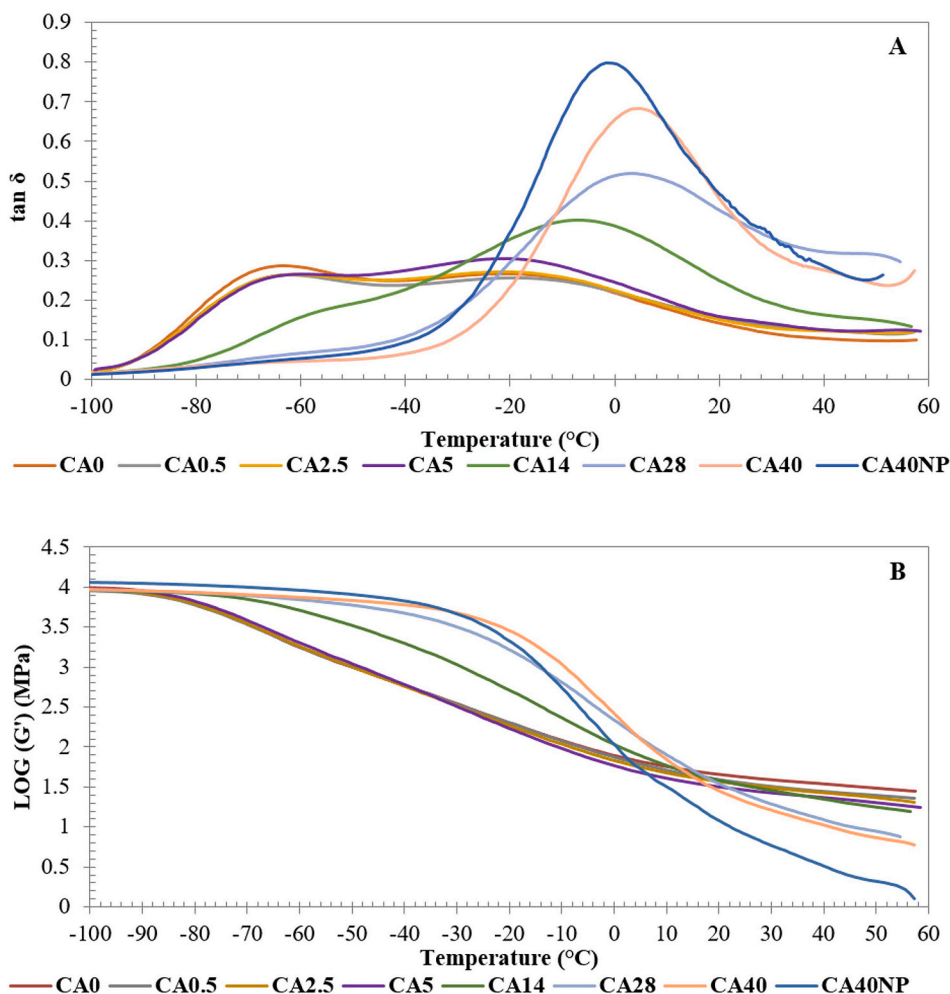 A
tan δ
0.9
0.8
0.7
0.6
0.5
0.4
0.3
0.2
0.1
0
-100 -80 -60 -40 -20 0 20 40 60
Temperature (°C)
CA0 CA0.5 CA2.5 CA5 CA14 CA28 CA40 CA40NP
B
LOG (G') (MPa)
4.5
4
3.5
3
2.5
2
1.5
1
0.5
0
-100 -90 -80 -70 -60 -50 -40 -30 -20 -10 0 10 20 30 40 50 60
Temperature (°C)
CA0 CA0.5 CA2.5 CA5 CA14 CA28 CA40 CA40NP